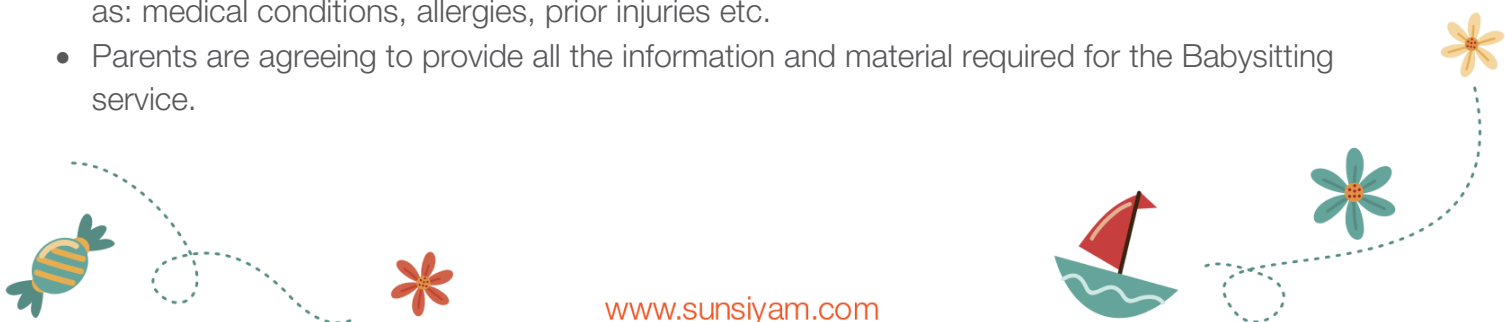 as: medical conditions, allergies, prior injuries etc.
• Parents are agreeing to provide all the information and material required for the Babysitting
service.
www.sunsiyam.com